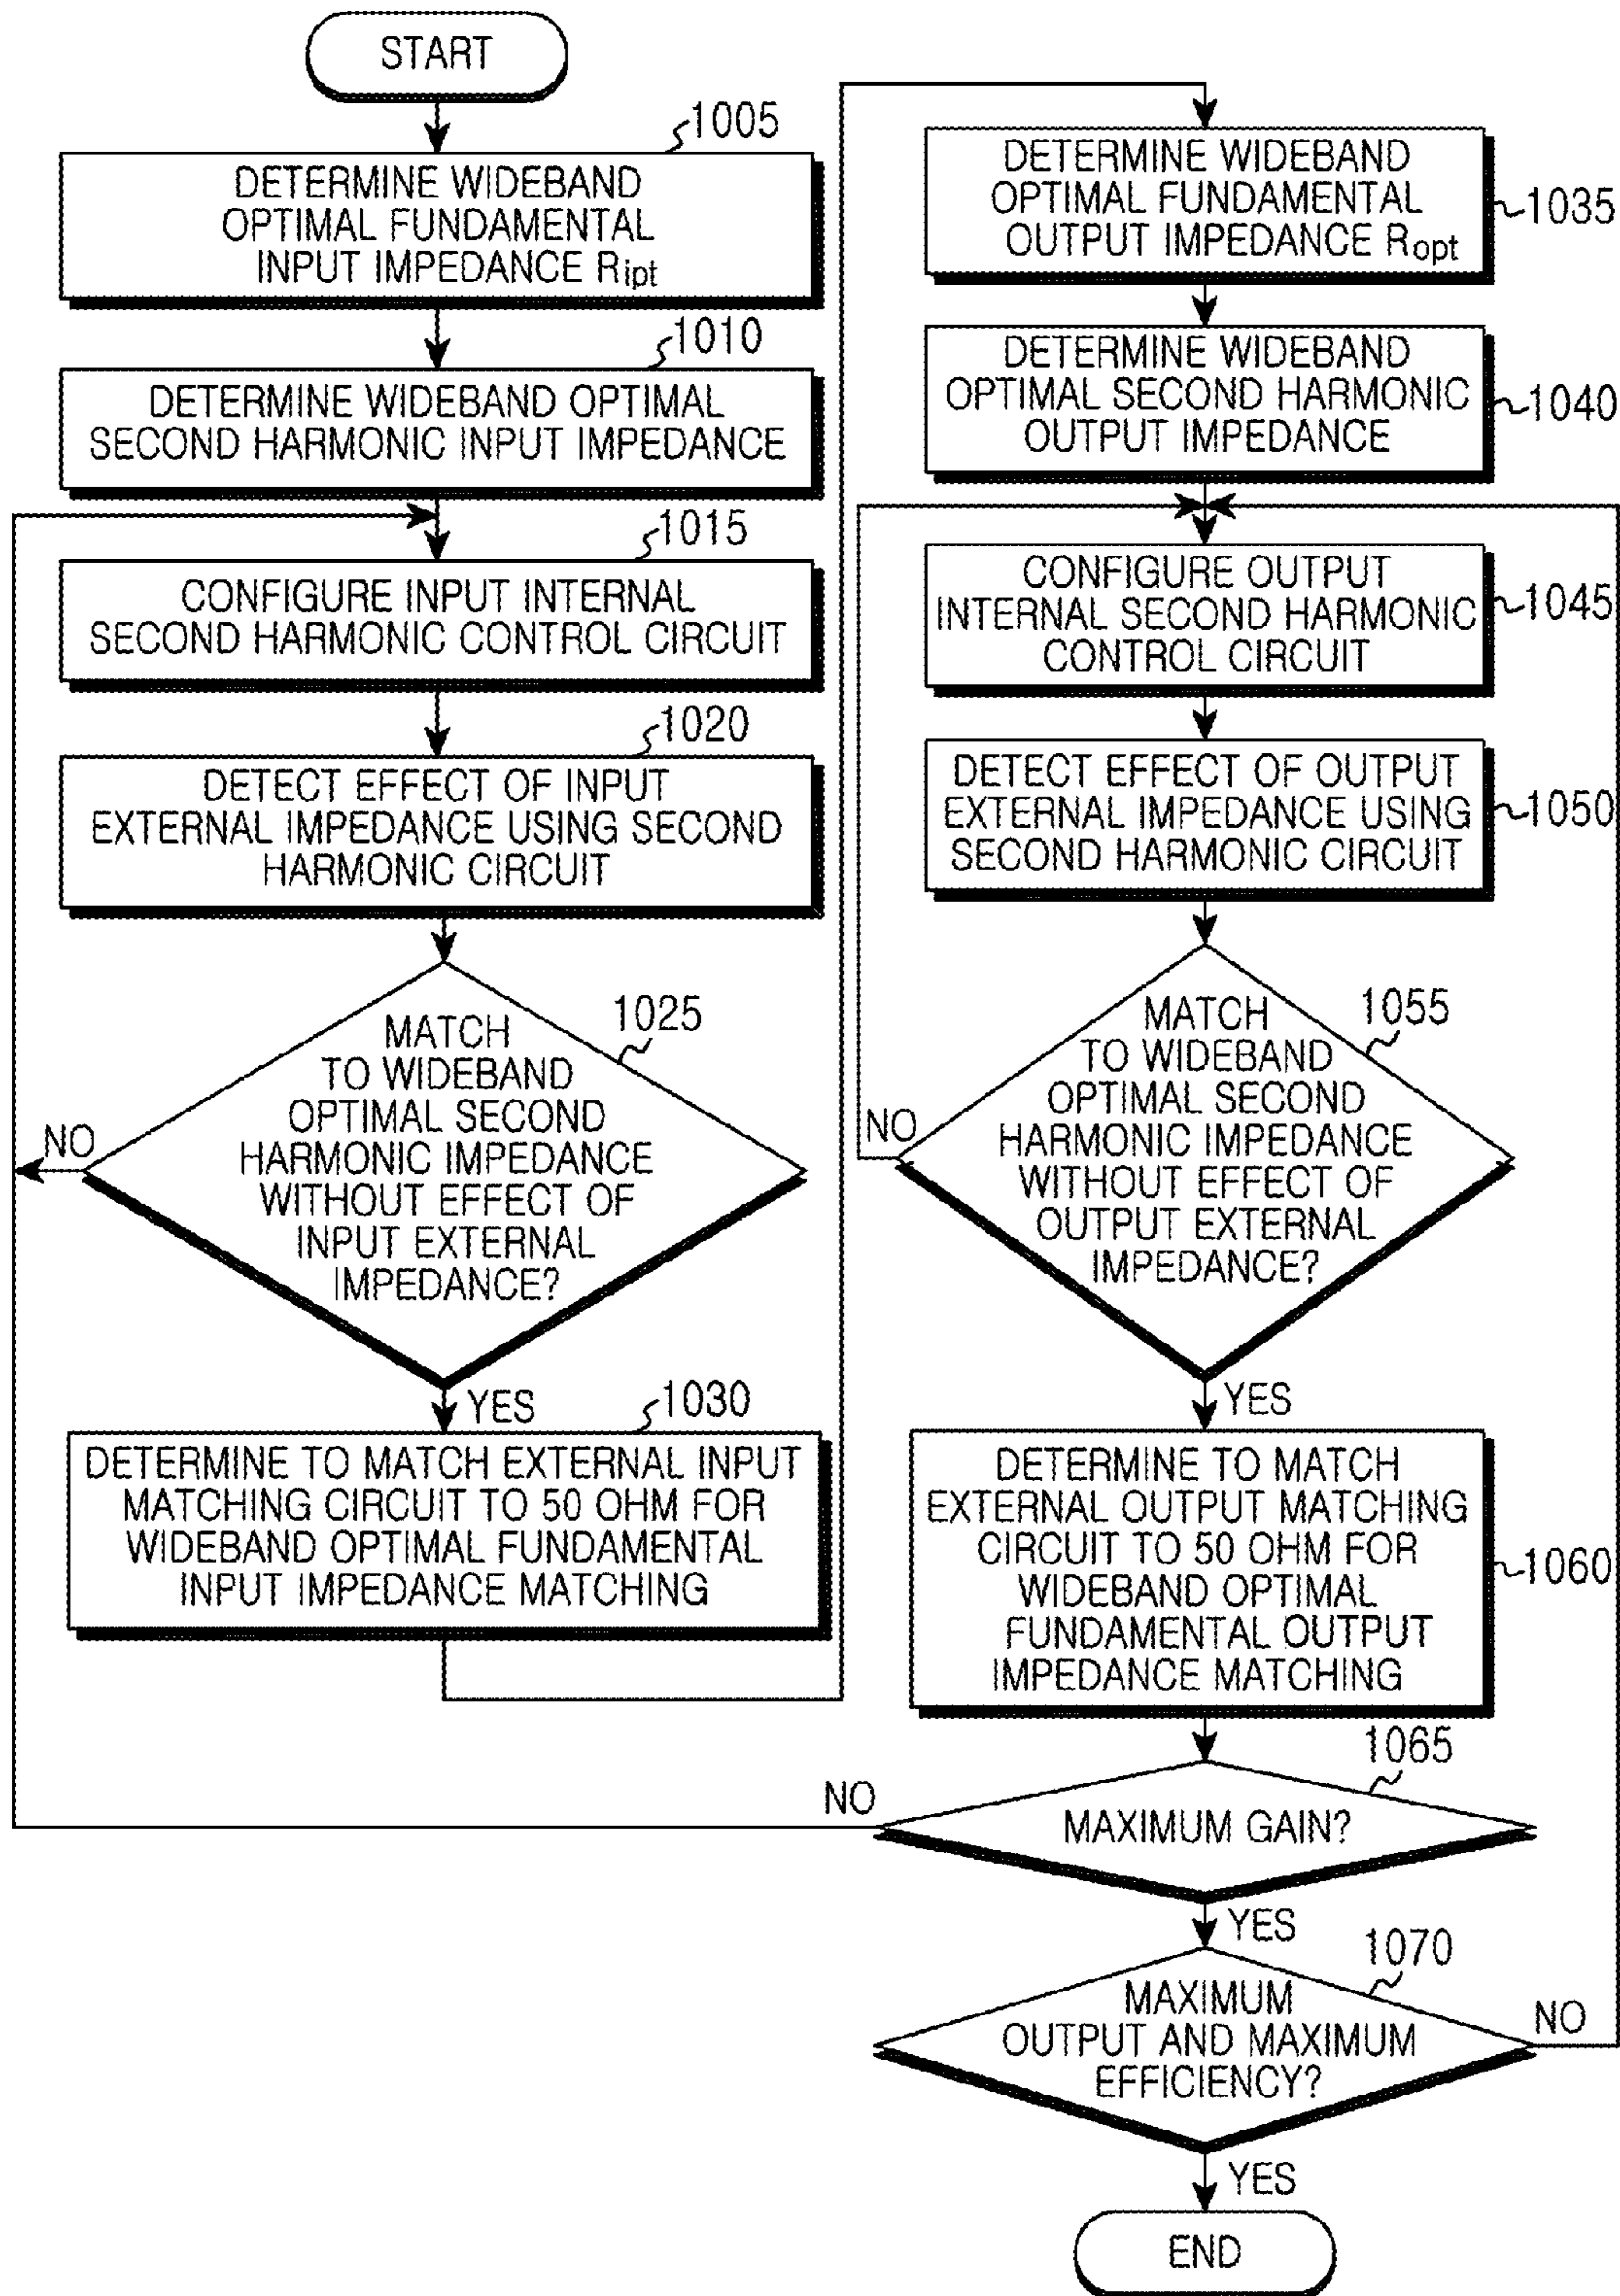 START
1005
DETERMINE WIDEBAND
OPTIMAL FUNDAMENTAL
INPUT IMPEDANCE Ript
1010
DETERMINE WIDEBAND OPTIMAL
SECOND HARMONIC INPUT IMPEDANCE
1015
CONFIGURE INPUT INTERNAL
SECOND HARMONIC CONTROL CIRCUIT
1020
DETECT EFFECT OF INPUT
EXTERNAL IMPEDANCE USING SECOND
HARMONIC CIRCUIT
1025
MATCH
TO WIDEBAND
OPTIMAL SECOND
HARMONIC IMPEDANCE
WITHOUT EFFECT OF
INPUT EXTERNAL
IMPEDANCE?
NO
YES
1030
DETERMINE TO MATCH EXTERNAL INPUT
MATCHING CIRCUIT TO 50 OHM FOR
WIDEBAND OPTIMAL FUNDAMENTAL
INPUT IMPEDANCE MATCHING
DETERMINE WIDEBAND
OPTIMAL FUNDAMENTAL
OUTPUT IMPEDANCE Ropt
1035
DETERMINE WIDEBAND
OPTIMAL SECOND HARMONIC
OUTPUT IMPEDANCE
1040
CONFIGURE OUTPUT
INTERNAL SECOND HARMONIC
CONTROL CIRCUIT
1045
DETECT EFFECT OF OUTPUT
EXTERNAL IMPEDANCE USING
SECOND HARMONIC CIRCUIT
1050
1055
MATCH
TO WIDEBAND
OPTIMAL SECOND
HARMONIC IMPEDANCE
WITHOUT EFFECT OF
OUTPUT EXTERNAL
IMPEDANCE?
NO
YES
DETERMINE TO MATCH
EXTERNAL OUTPUT MATCHING
CIRCUIT TO 50 OHM FOR
WIDEBAND OPTIMAL
FUNDAMENTAL OUTPUT
IMPEDANCE MATCHING
1060
1065
NO
MAXIMUM GAIN?
YES
1070
MAXIMUM
OUTPUT AND MAXIMUM
EFFICIENCY?
NO
YES
END